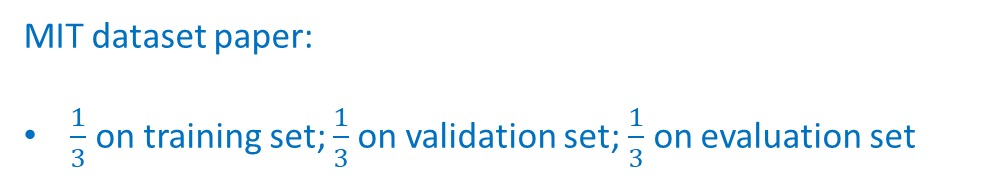 MIT dataset paper:
• 1/3 on training set; 1/3 on validation set; 1/3 on evaluation set